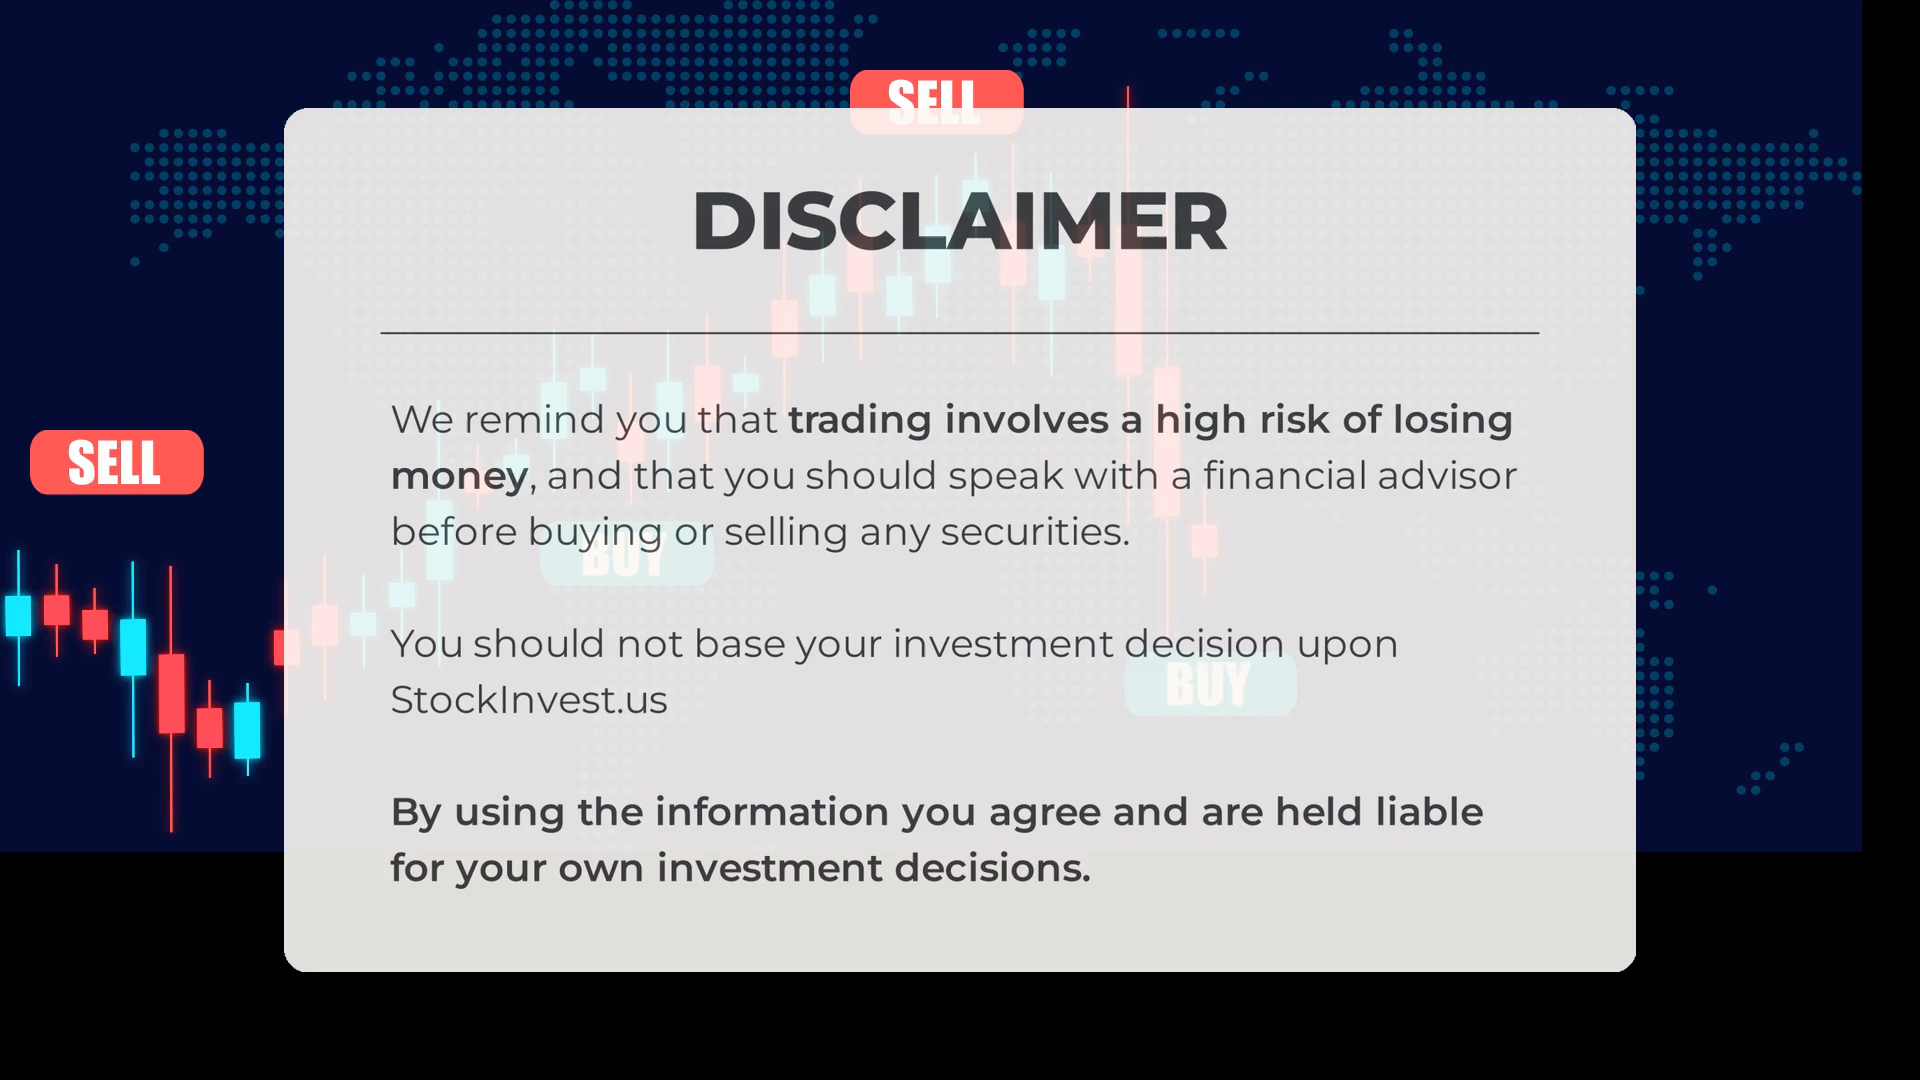 SELL
DISCLAIMER
We remind you that trading involves a high risk of losing
money, and that you should speak with a financial advisor
before buying or selling any securities.
SELL
BUY
You should not base your investment decision upon
StockInvest.us
BUY
By using the information you agree and are held liable
for your own investment decisions.